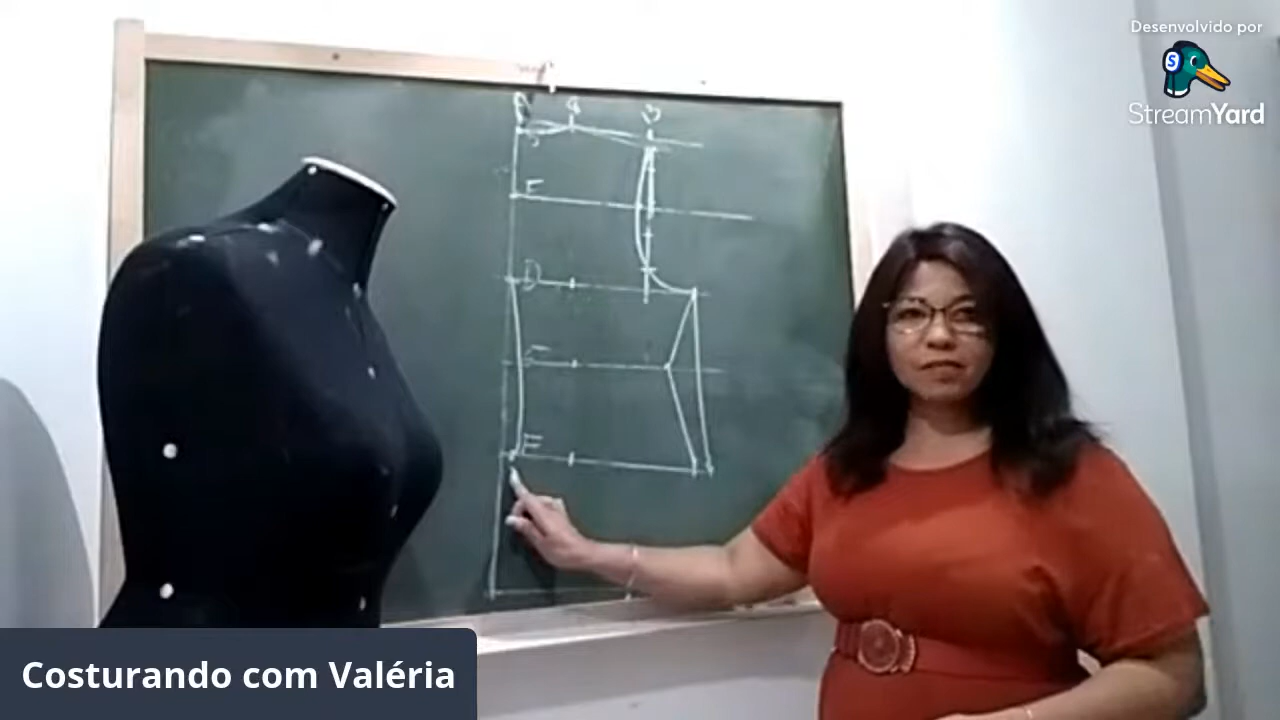 Desenvolvido por
StreamYard
D
F
Costurando com Valéria